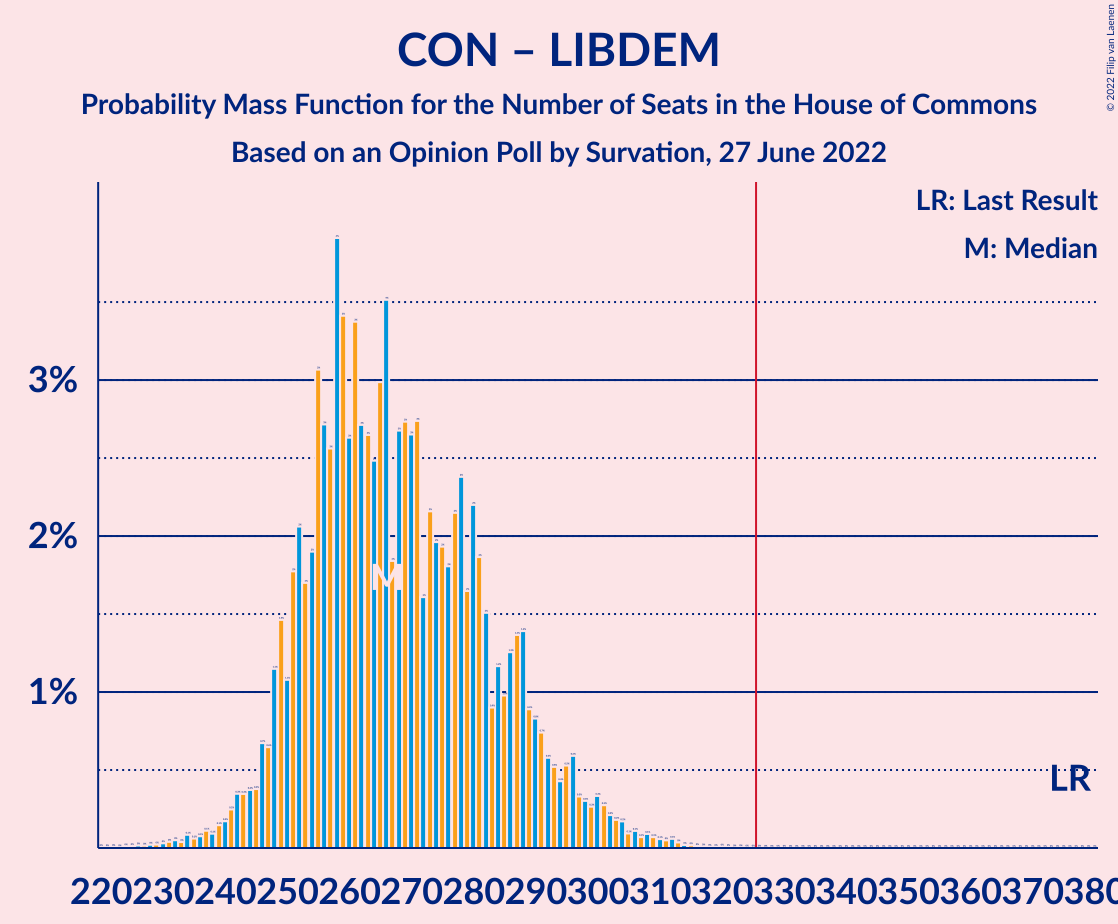 CON – LIBDEM
© 2022 Filip van Laenen
Probability Mass Function for the Number of Seats in the House of Commons
Based on an Opinion Poll by Survation, 27 June 2022
LR: Last Result
M: Median
3%
2%
M
1%
LR
220230240250260270280290300310320330340350360370380